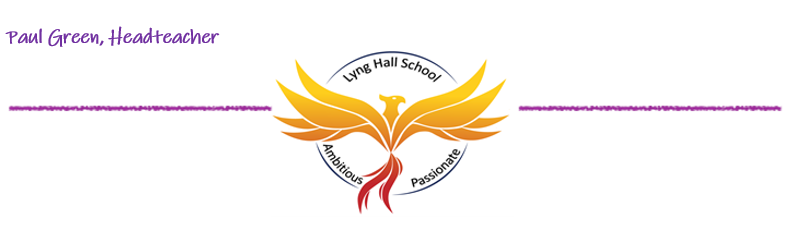 Paul Green, Headteacher
Lyng Hall School
Ambitious
Passionate